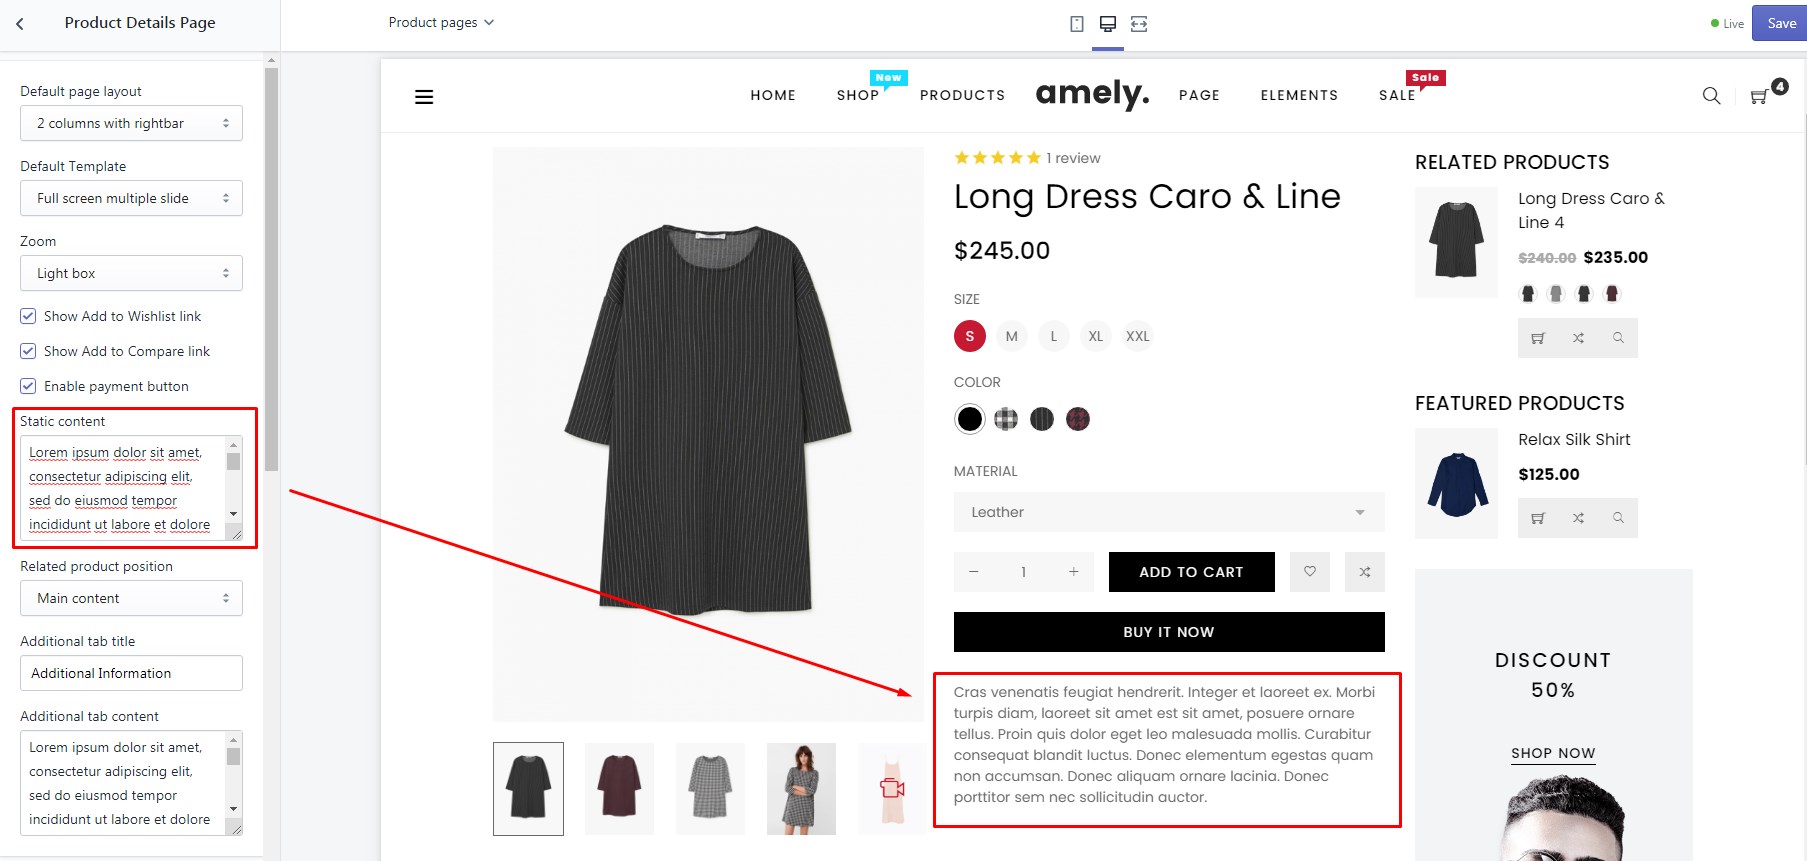 Product Details Page
Product pages
Live
Save
Default page layout
2 columns with rightbar
Default Template
Full screen multiple slide
Zoom
Light box
Show Add to Wishlist link
Show Add to Compare link
Enable payment button
Static content
Lorem ipsum dolor sit amet,
consectetur adipiscing elit,
sed do eiusmod tempor
incididunt ut labore et dolore
Related product position
Main content
Additional tab title
Additional Information
Additional tab content
Lorem ipsum dolor sit amet,
consectetur adipiscing elit,
sed do eiusmod tempor
incididunt ut labore et dolore
New
Sale
HOME SHOP PRODUCTS amely. PAGE ELEMENTS SALE
4
1 review
Long Dress Caro & Line
$245.00
SIZE
S M L XL XXL
COLOR
MATERIAL
Leather
− 1 + ADD TO CART
BUY IT NOW
Cras venenatis feugiat hendrerit. Integer et laoreet ex. Morbi
turpis diam, laoreet sit amet est sit amet, posuere ornare
tellus. Proin quis dolor eget leo malesuada mollis. Curabitur
consequat blandit luctus. Donec elementum egestas quam
non accumsan. Donec aliquam ornare lacinia. Donec
porttitor sem nec sollicitudin auctor.
RELATED PRODUCTS
Long Dress Caro &
Line 4
$240.00 $235.00
FEATURED PRODUCTS
Relax Silk Shirt
$125.00
DISCOUNT
50%
SHOP NOW